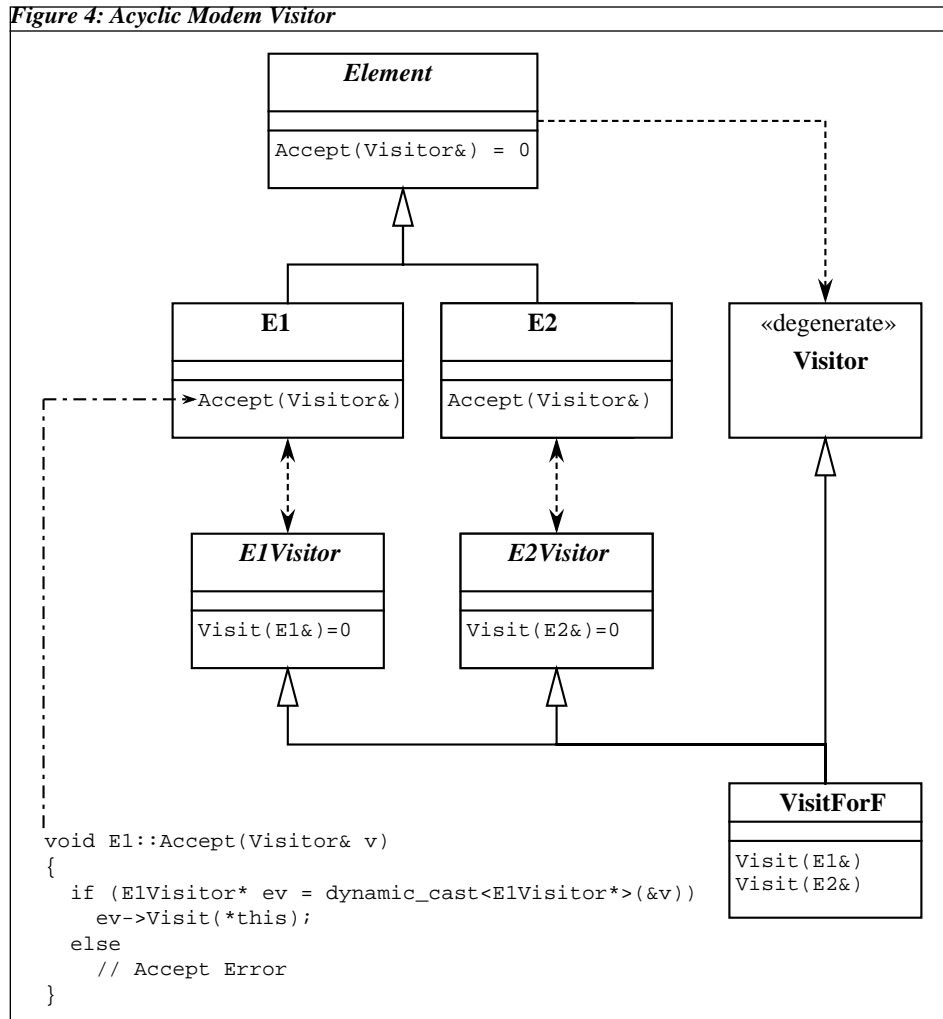 Figure 4: Acyclic Modem Visitor
Element
Accept(Visitor&) = 0
E1
Accept(Visitor&)
E2
Accept(Visitor&)
«degenerate»
Visitor
E1Visitor
Visit(E1&)=0
E2Visitor
Visit(E2&)=0
VisitForF
Visit(E1&)
Visit(E2&)
void E1::Accept(Visitor& v)
{
if (E1Visitor* ev = dynamic_cast<E1Visitor*>(&v))
ev->Visit(*this);
else
// Accept Error
}